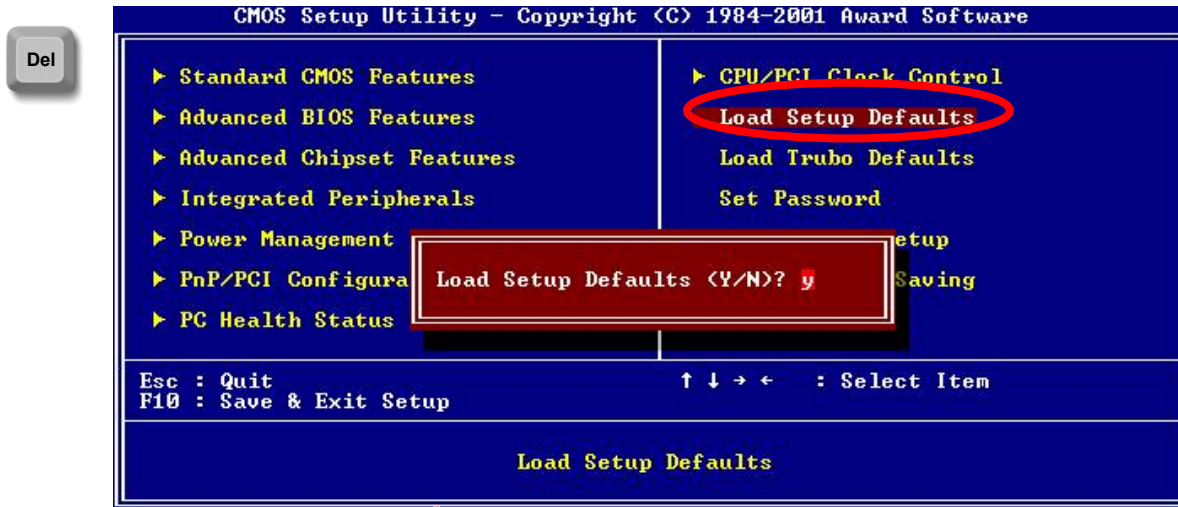 CMOS Setup Utility - Copyright (C) 1984-2001 Award Software
Del
▶ Standard CMOS Features
▶ Advanced BIOS Features
▶ Advanced Chipset Features
▶ Integrated Peripherals
▶ Power Management
▶ PnP/PCI Configura
▶ PC Health Status
▶ CPU/PCI Clock Control
Load Setup Defaults
Load Trubo Defaults
Set Password
etup
Saving
Load Setup Defaults (Y/N)? y
Esc : Quit
F10 : Save & Exit Setup
↑ ↓ → ← : Select Item
Load Setup Defaults